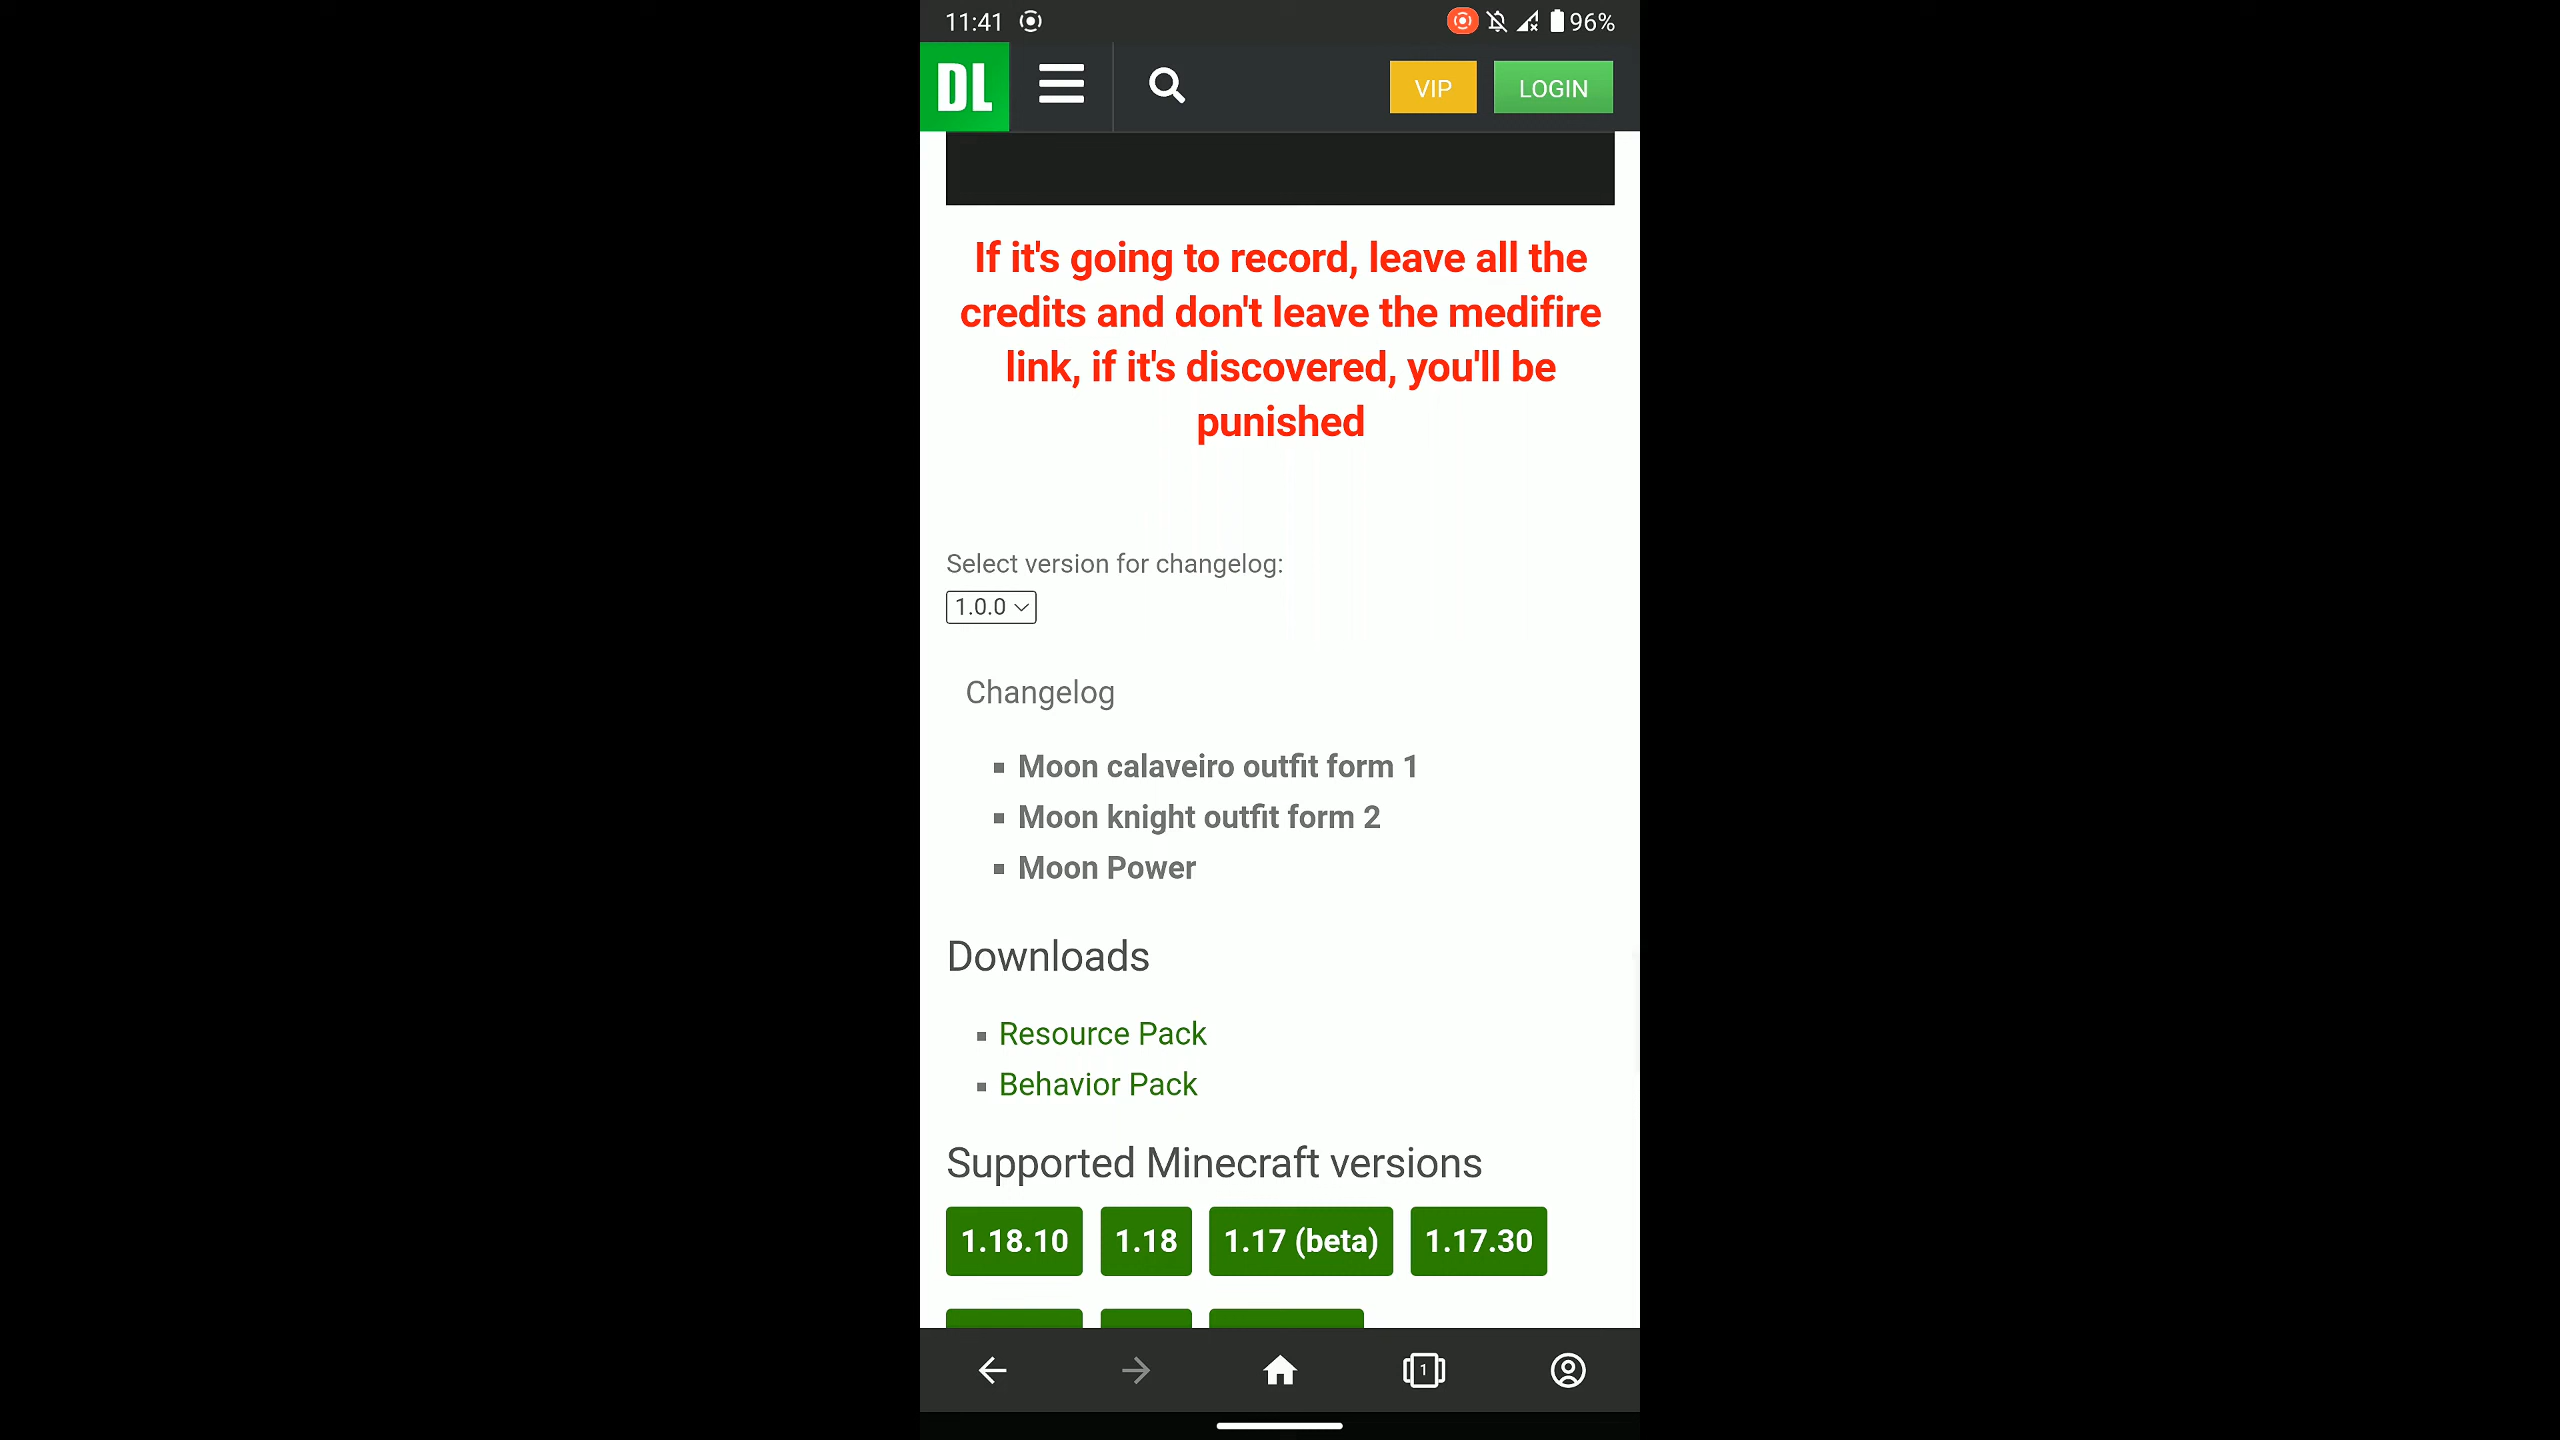 11:41
96%
DL
VIP
LOGIN
If it's going to record, leave all the
credits and don't leave the medifire
link, if it's discovered, you'll be
punished
Select version for changelog:
1.0.0
Changelog
Moon calaveiro outfit form 1
Moon knight outfit form 2
Moon Power
Downloads
Resource Pack
Behavior Pack
Supported Minecraft versions
1.18.10
1.18
1.17 (beta)
1.17.30
1